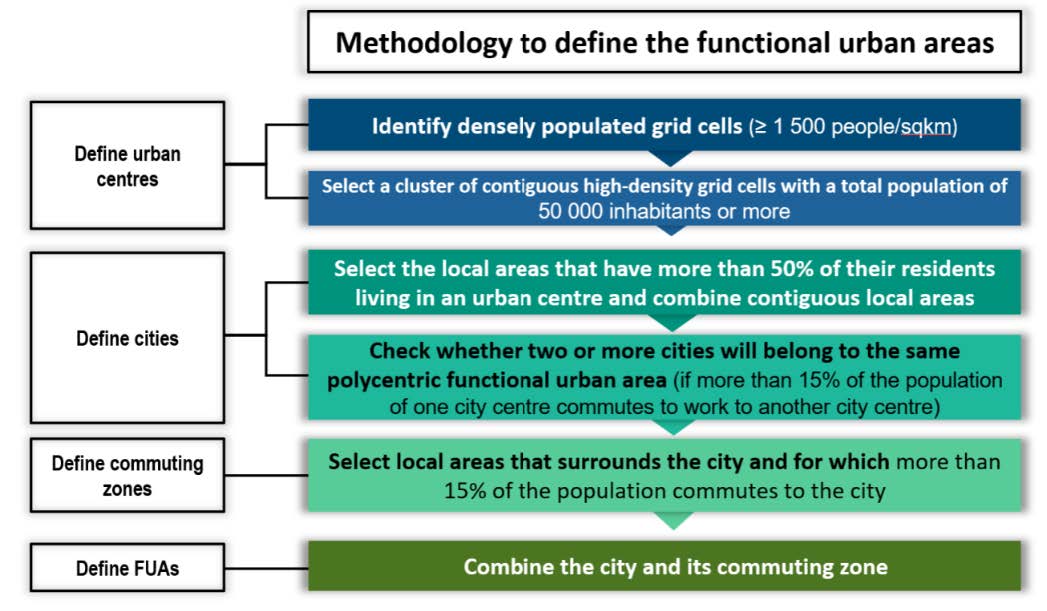 Methodology to define the functional urban areas
Define urban
centres
Identify densely populated grid cells (≥ 1 500 people/sqkm)
Select a cluster of contiguous high-density grid cells with a total population of
50 000 inhabitants or more
Define cities
Select the local areas that have more than 50% of their residents
living in an urban centre and combine contiguous local areas
Check whether two or more cities will belong to the same
polycentric functional urban area (if more than 15% of the population
of one city centre commutes to work to another city centre)
Define commuting
zones
Select local areas that surrounds the city and for which more than
15% of the population commutes to the city
Define FUAs
Combine the city and its commuting zone